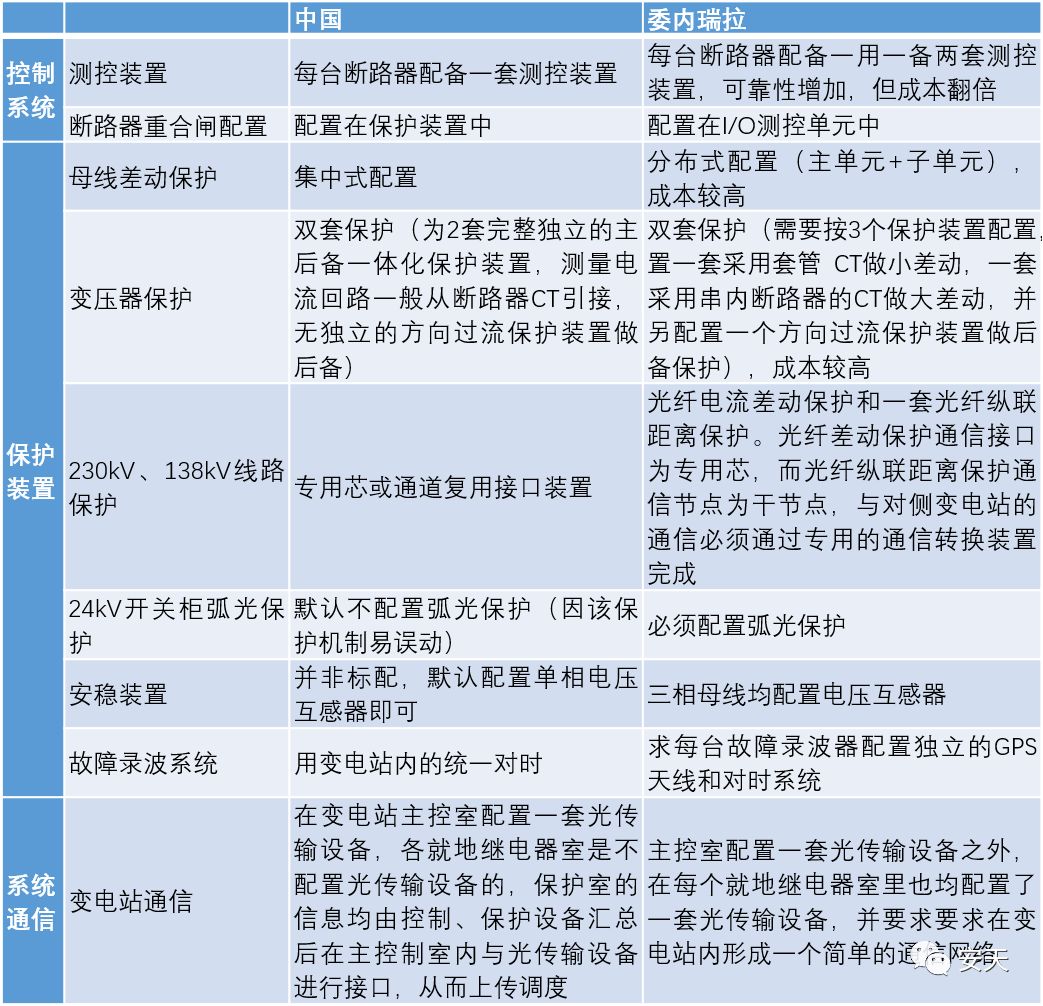 中国
委内瑞拉
控制
系统
测控装置
每台断路器配备一套测控装置
每台断路器配备一用一备两套测控
装置，可靠性增加，但成本翻倍
断路器重合闸配置
配置在保护装置中
配置在I/O测控单元中
保护
装置
母线差动保护
集中式配置
分布式配置（主单元+子单元），
成本较高
变压器保护
双套保护（为2套完整独立的主
后备一体化保护装置，测量电
流回路一般从断路器CT引接，
无独立的方向过流保护装置做
后备）
双套保护（需要按3个保护装置配置，
置一套采用套管 CT做小差动，一套
采用串内断路器的CT做大差动，并
另配置一个方向过流保护装置做后
备保护），成本较高
230kV、138kV线路
保护
专用芯或通道复用接口装置
光纤电流差动保护和一套光纤纵联
距离保护。光纤差动保护通信接口
为专用芯，而光纤纵联距离保护通
信节点为干节点，与对侧变电站的
通信必须通过专用的通信转换装置
完成
24kV开关柜弧光保
护
默认不配置弧光保护（因该保
护机制易误动）
必须配置弧光保护
安稳装置
并非标配，默认配置单相电压
互感器即可
三相母线均配置电压互感器
故障录波系统
用变电站内的统一对时
求每台故障录波器配置独立的GPS
天线和对时系统
系统
通信
变电站通信
在变电站主控室配置一套光传
输设备，各就地继电器室是不
配置光传输设备的，保护室的
信息均由控制、保护设备汇总
后在主控制室内与光传输设备
进行接口，从而上传调度
主控室配置一套光传输设备之外，
在每个就地继电器室里也均配置了
一套光传输设备，并要求要求在变
电站内形成一个简单的通信网络
安天